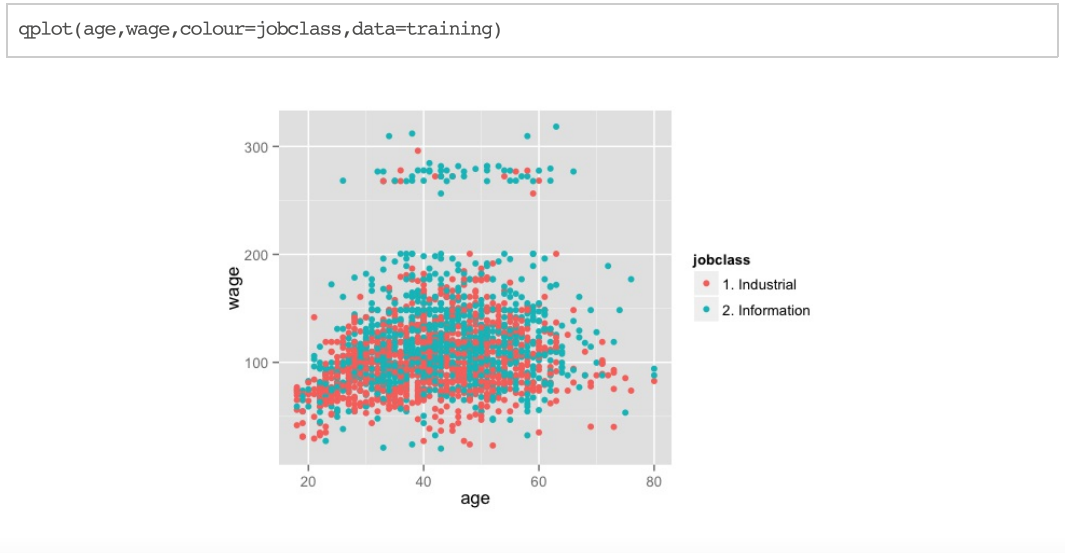 qplot(age,wage,colour=jobclass,data=training)
300
200
100
wage
20 40 60 80
age
jobclass
1. Industrial
2. Information